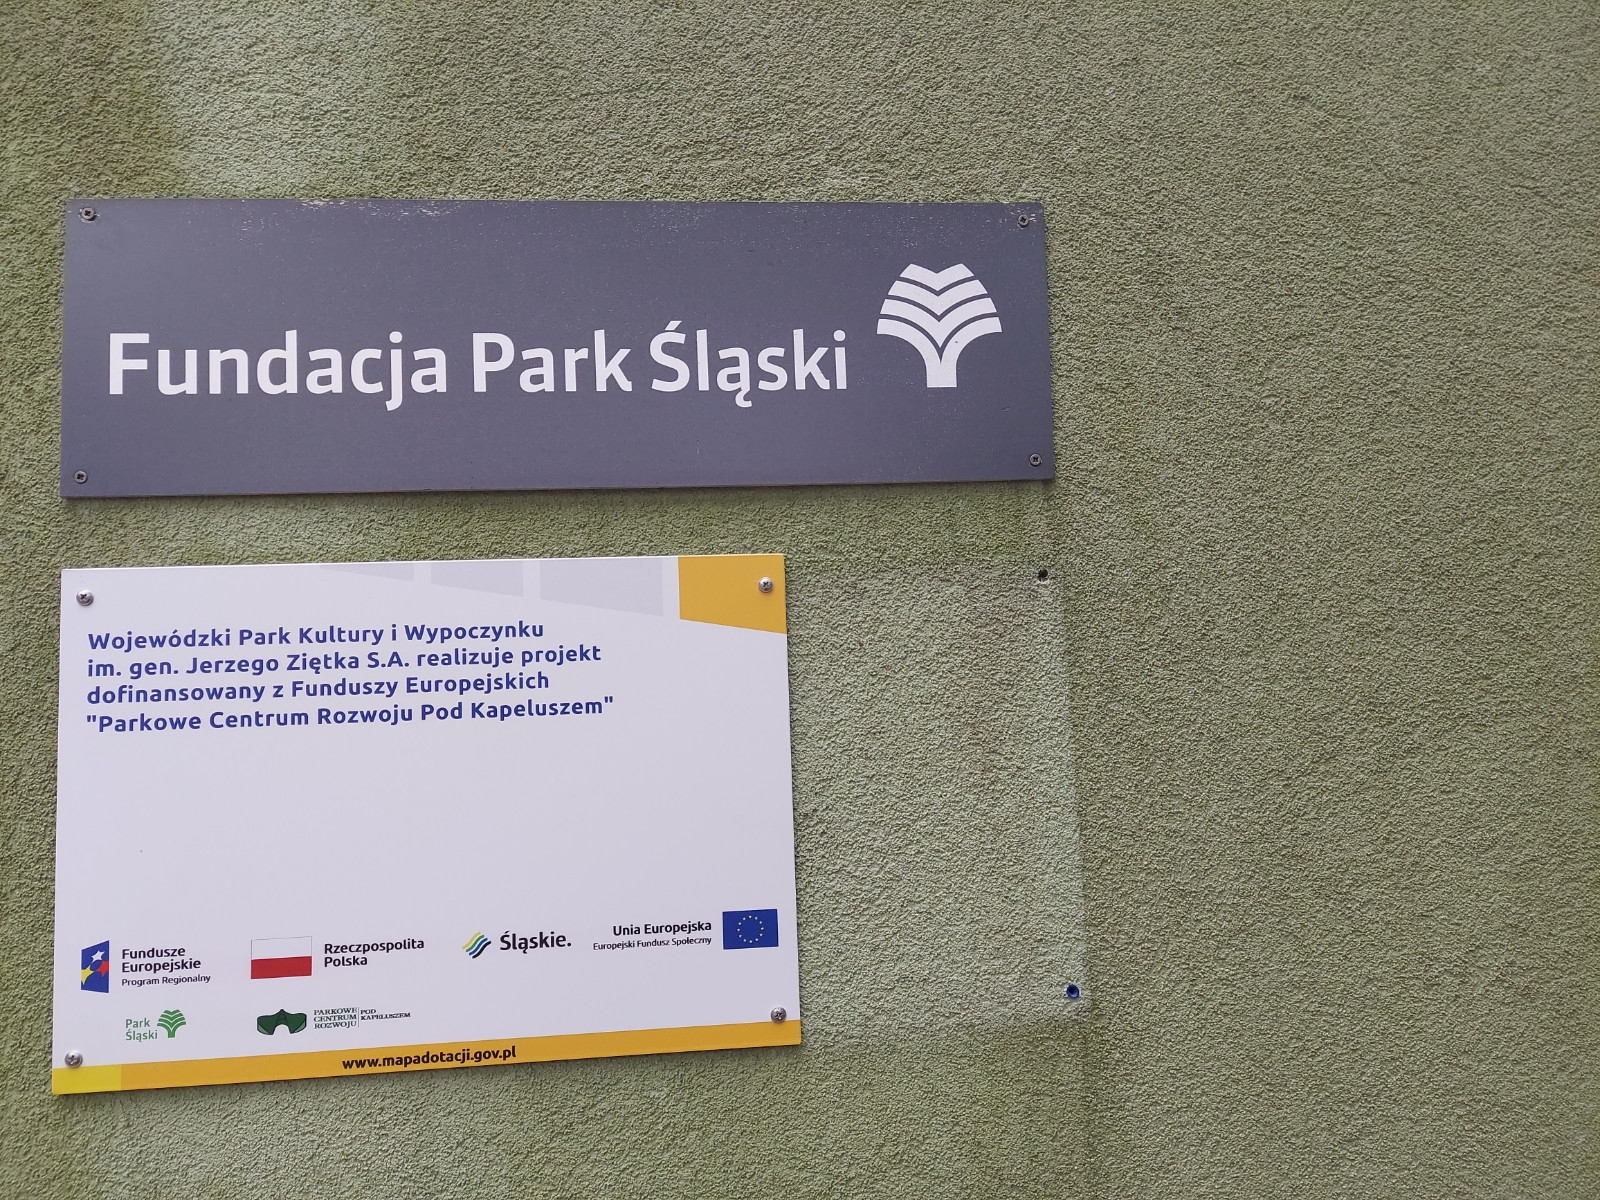 Fundacja Park Śląski
Wojewódzki Park Kultury i Wypoczynku
im. gen. Jerzego Ziętka S.A. realizuje projekt
dofinansowany z Funduszy Europejskich
"Parkowe Centrum Rozwoju Pod Kapeluszem"
Fundusze
Europejskie
Program Regionalny
Rzeczpospolita
Polska
Śląskie.
Unia Europejska
Europejski Fundusz Społeczny
Park
Śląski
PARKOWE
CENTRUM
ROZWOJU
POD
KAPELUSZEM
www.mapadotacji.gov.pl